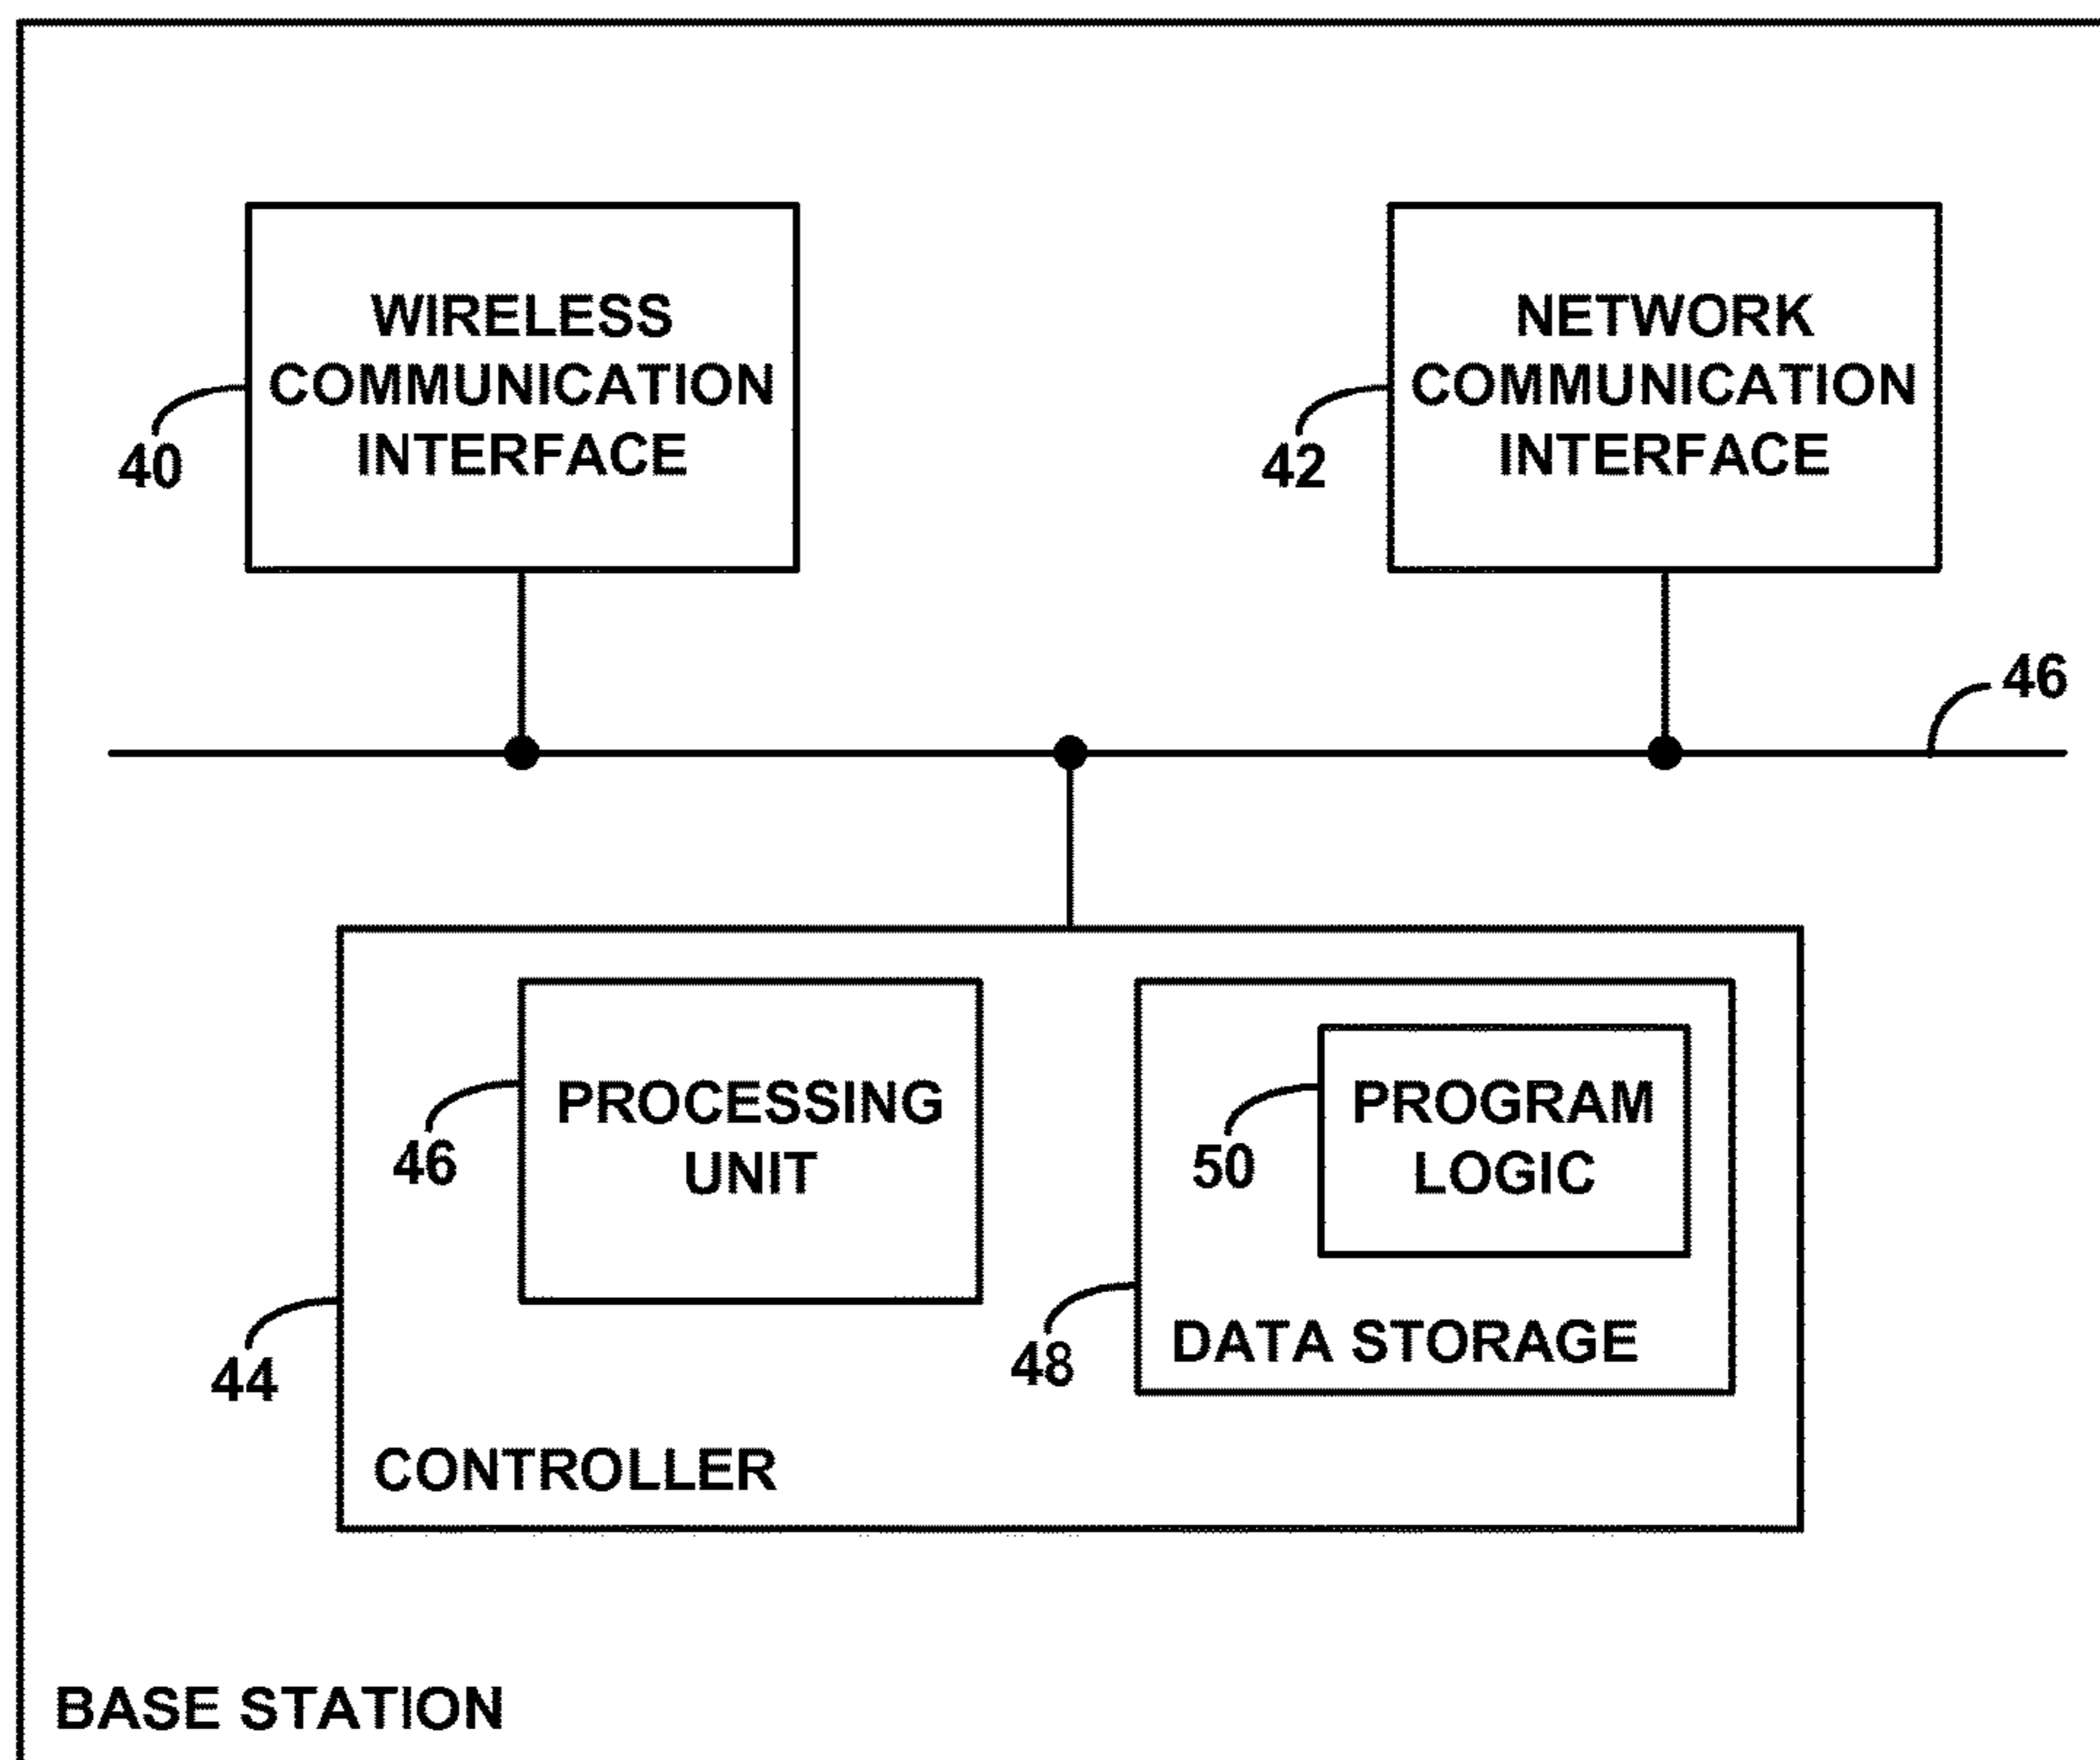 WIRELESS
COMMUNICATION
INTERFACE
40
NETWORK
COMMUNICATION
INTERFACE
42
46
PROCESSING
UNIT
46
PROGRAM
LOGIC
50
DATA STORAGE
48
CONTROLLER
44
BASE STATION